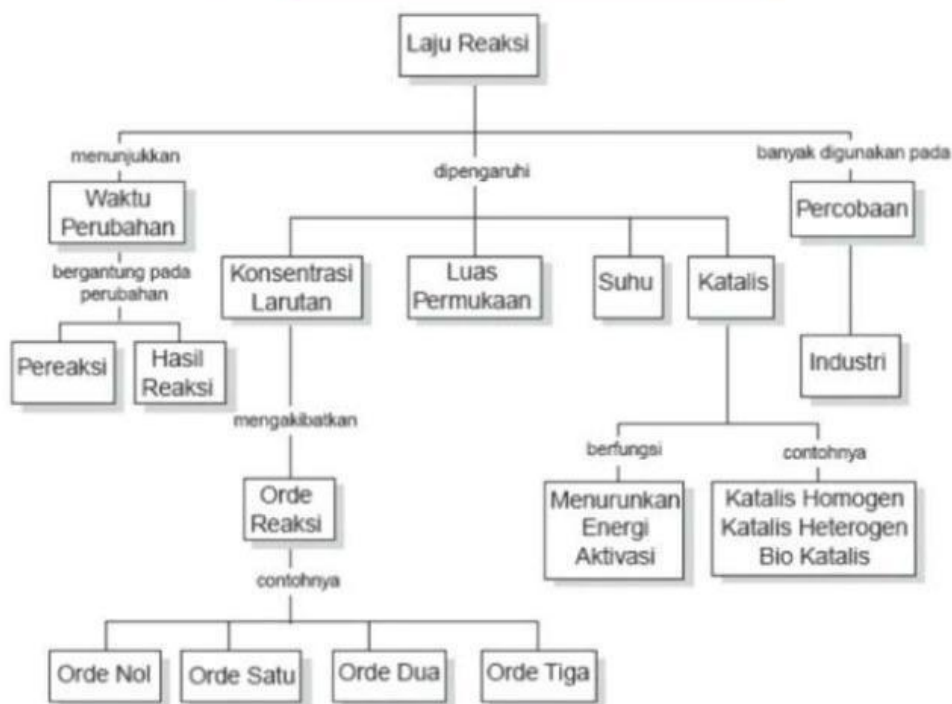 Laju Reaksi
menunjukkan
dipengaruhi
banyak digunakan pada
Waktu
Perubahan
Percobaan
bergantung pada
perubahan
Konsentrasi
Larutan
Luas
Permukaan
Suhu
Katalis
Pereaksi
Hasil
Reaksi
Industri
mengakibatkan
berfungsi
contohnya
Orde
Reaksi
Menurunkan
Energi
Aktivasi
Katalis Homogen
Katalis Heterogen
Bio Katalis
contohnya
Orde Nol
Orde Satu
Orde Dua
Orde Tiga